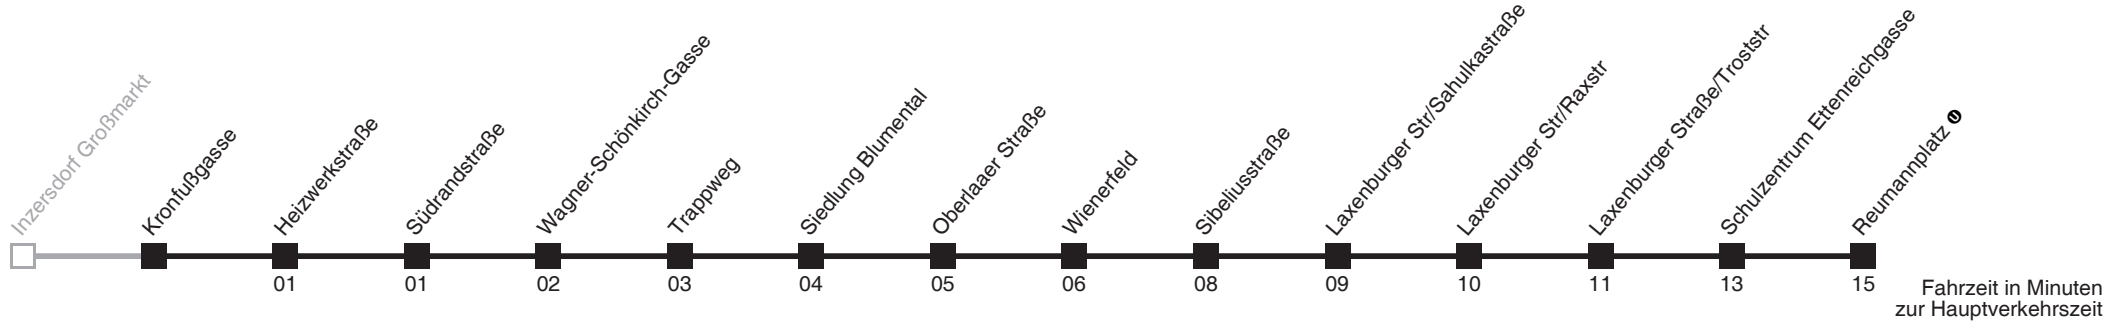 Inzersdorf Großmarkt
Kronfußgasse
Heizwerkstraße
Südrandstraße
Wagner-Schönkirch-Gasse
Trappweg
Siedlung Blumental
Oberlaaer Straße
Wienerfeld
Sibeliusstraße
Laxenburger Str/Sahulkastraße
Laxenburger Str/Raxstr
Laxenburger Straße/Troststr
Schulzentrum Ettenreichgasse
Reumannplatz U
01 01 02 03 04 05 06 08 09 10 11 13 15
Fahrzeit in Minuten
zur Hauptverkehrszeit